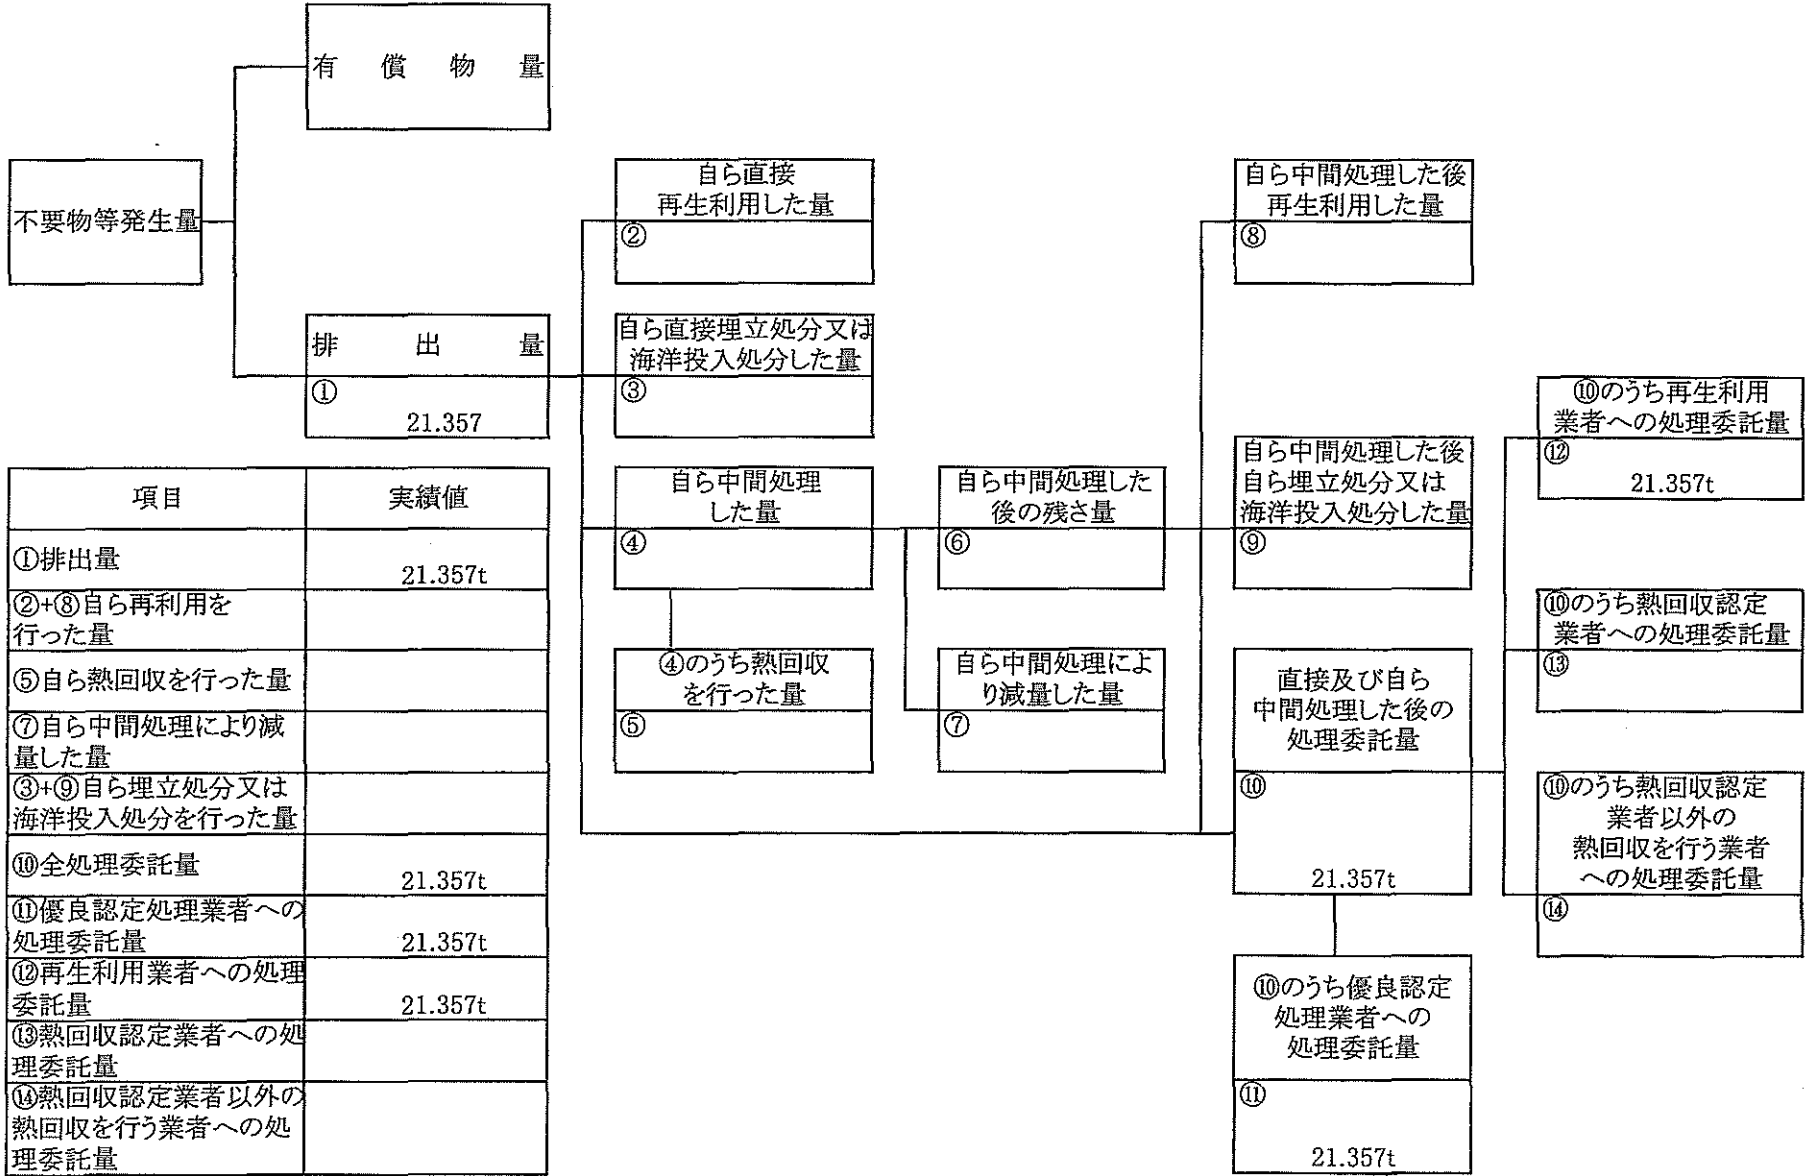 有償物量
不要物等発生量
排出量
①
21.357
自ら直接
再生利用した量
②
自ら直接埋立処分又は
海洋投入処分した量
③
自ら中間処理
した量
④
④のうち熱回収
を行った量
⑤
自ら中間処理した
後の残さ量
⑥
自ら中間処理によ
り減量した量
⑦
自ら中間処理した後
再生利用した量
⑧
自ら中間処理した後
自ら埋立処分又は
海洋投入処分した量
⑨
直接及び自ら
中間処理した後の
処理委託量
⑩
21.357t
⑩のうち優良認定
処理業者への
処理委託量
⑪
21.357t
⑩のうち再生利用
業者への処理委託量
⑫
21.357t
⑩のうち熱回収認定
業者への処理委託量
⑬
⑩のうち熱回収認定
業者以外の
熱回収を行う業者
への処理委託量
⑭
項目 実績値
①排出量 21.357t
②+⑧自ら再利用を
行った量
⑤自ら熱回収を行った量
⑦自ら中間処理により減
量した量
③+⑨自ら埋立処分又は
海洋投入処分を行った量
⑩全処理委託量 21.357t
⑪優良認定処理業者への
処理委託量 21.357t
⑫再生利用業者への処理
委託量 21.357t
⑬熱回収認定業者への処
理委託量
⑭熱回収認定業者以外の
熱回収を行う業者への処
理委託量